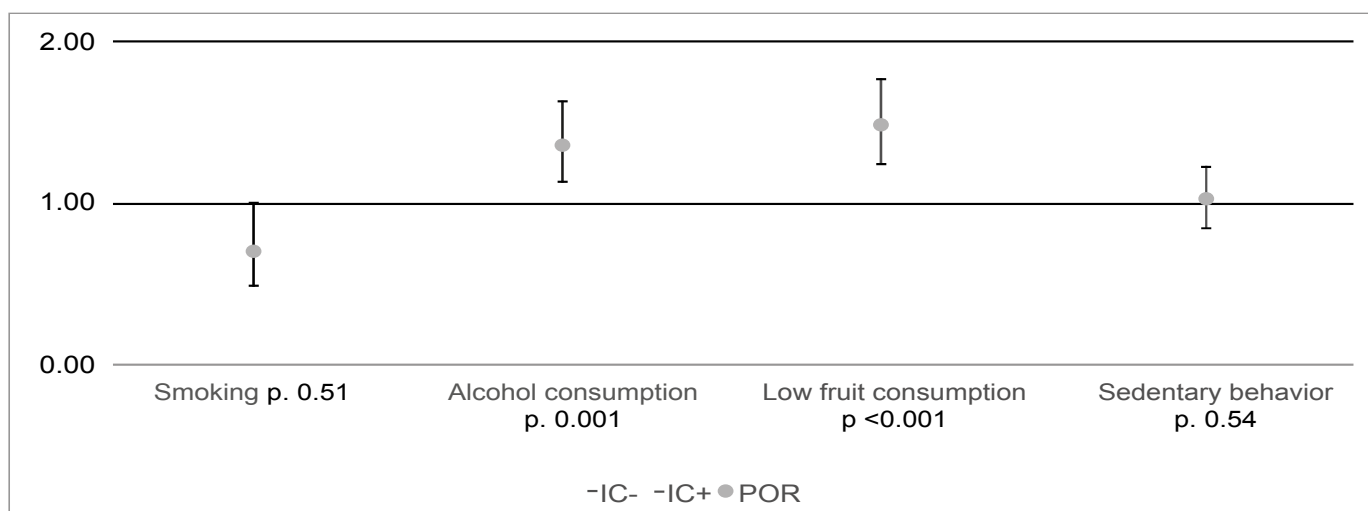 2.00
1.00
0.00
Smoking p. 0.51
Alcohol consumption
p. 0.001
Low fruit consumption
p <0.001
Sedentary behavior
p. 0.54
-IC- -IC+ POR